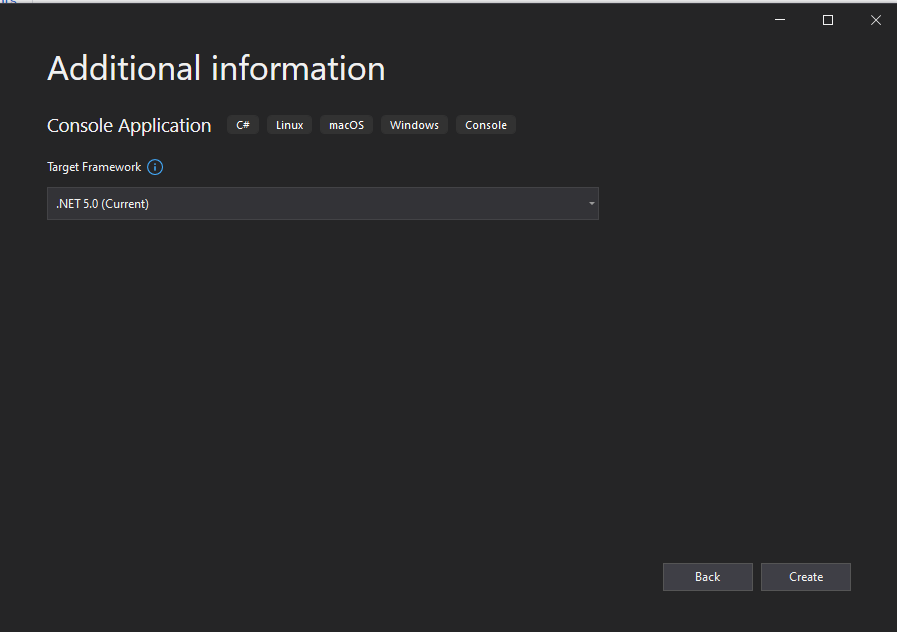 Additional information
Console Application C# Linux macOS Windows Console
Target Framework
.NET 5.0 (Current)
Back Create